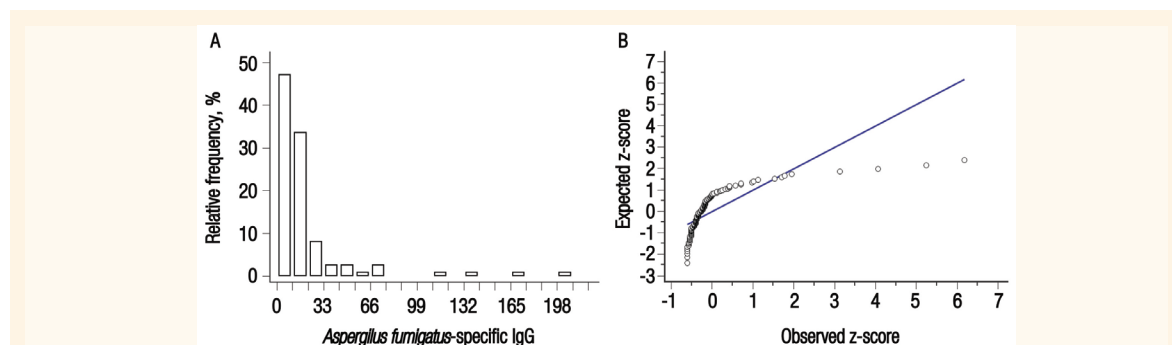 A
Relative frequency, %
50
40
30
20
10
0
0 33 66 99 132 165 198
Aspergilus fumigatus-specific IgG
B
Expected z-score
7
6
5
4
3
2
1
0
-1
-2
-3
-1 0 1 2 3 4 5 6 7
Observed z-score